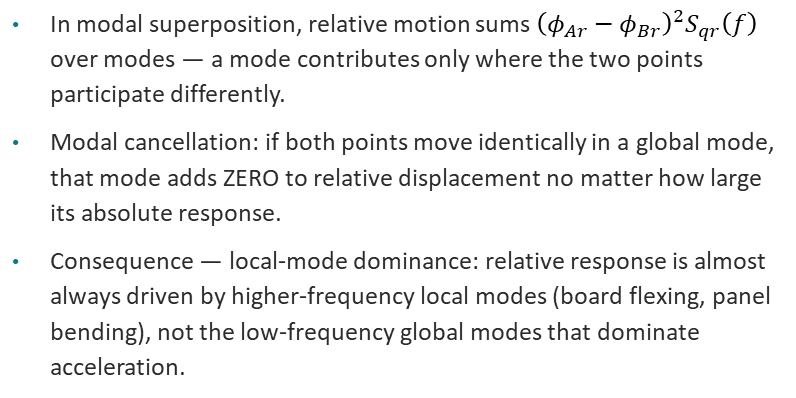 • In modal superposition, relative motion sums (ϕ_Ar − ϕ_Br)²S_qr(f)
over modes — a mode contributes only where the two points
participate differently.
• Modal cancellation: if both points move identically in a global mode,
that mode adds ZERO to relative displacement no matter how large
its absolute response.
• Consequence — local-mode dominance: relative response is almost
always driven by higher-frequency local modes (board flexing, panel
bending), not the low-frequency global modes that dominate
acceleration.